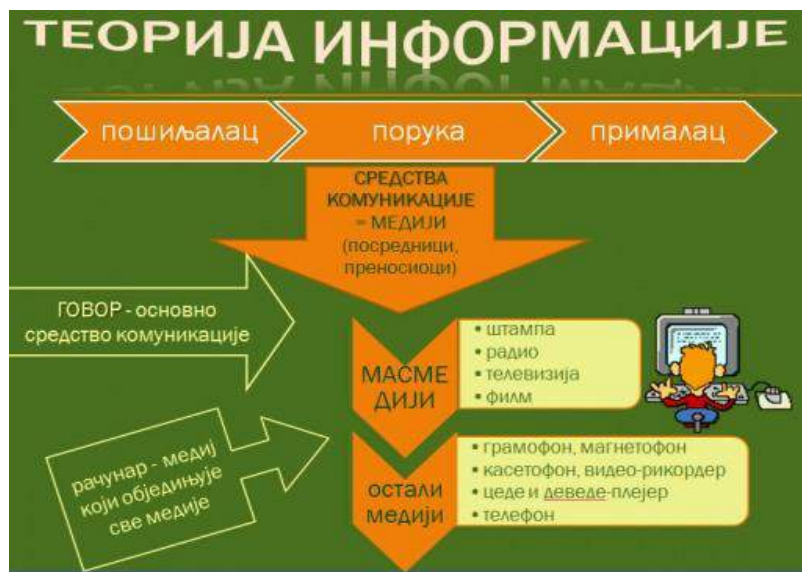 ТЕОРИЈА ИНФОРМАЦИЈЕ
пошиљалац
порука
прималац
СРЕДСТВА
КОМУНИКАЦИЈЕ
= МЕДИЈИ
(посредници,
преносиоци)
ГОВОР - основно
средство комуникације
МАСМЕ
ДИЈИ
• штампа
• радио
• телевизија
• филм
рачунар - медиј
који обједињује
све медије
остали
медији
• грамофон, магнетофон
• касетофон, видео-рикордер
• цеде и деведе-плејер
• телефон